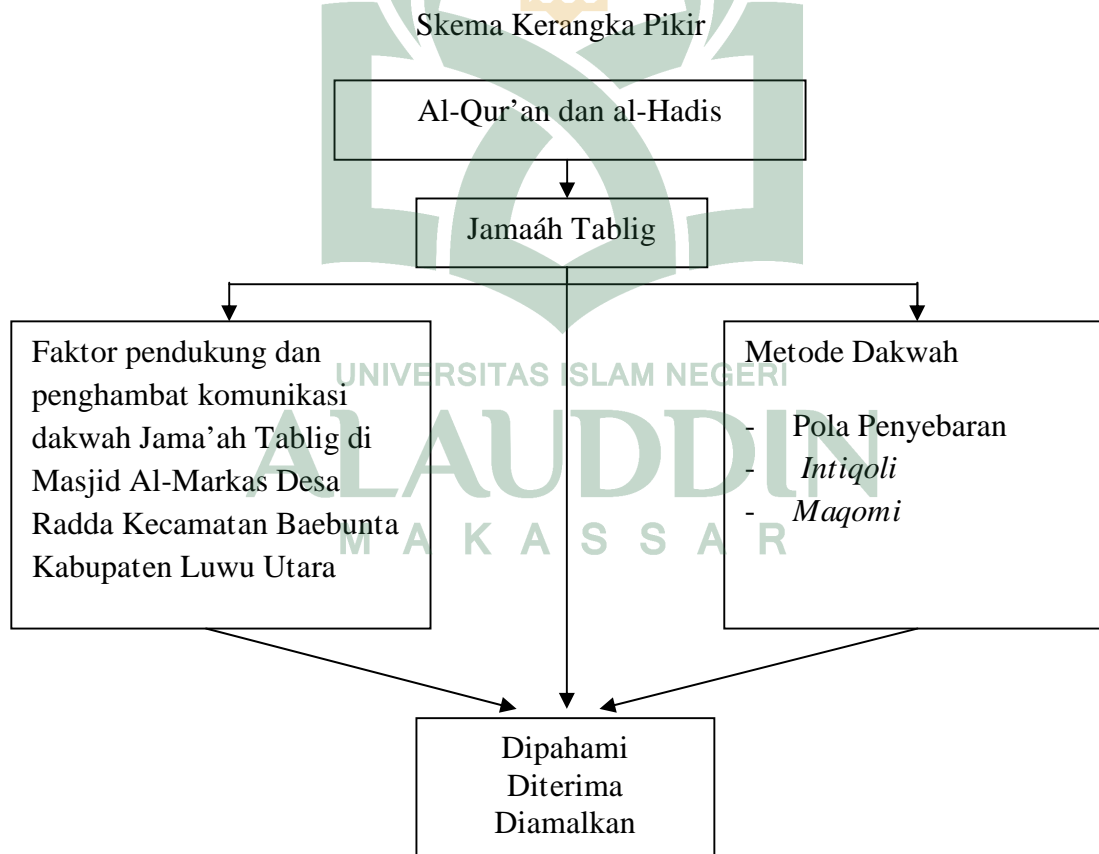 Skema Kerangka Pikir
Al-Qur’an dan al-Hadis
Jamaáh Tablig
Faktor pendukung dan
penghambat komunikasi
dakwah Jama’ah Tablig di
Masjid Al-Markas Desa
Radda Kecamatan Baebunta
Kabupaten Luwu Utara
Metode Dakwah
- Pola Penyebaran
- Intiqoli
- Maqomi
UNIVERSITAS ISLAM NEGERI
ALAUDDIN
MAKASSAR
Dipahami
Diterima
Diamalkan